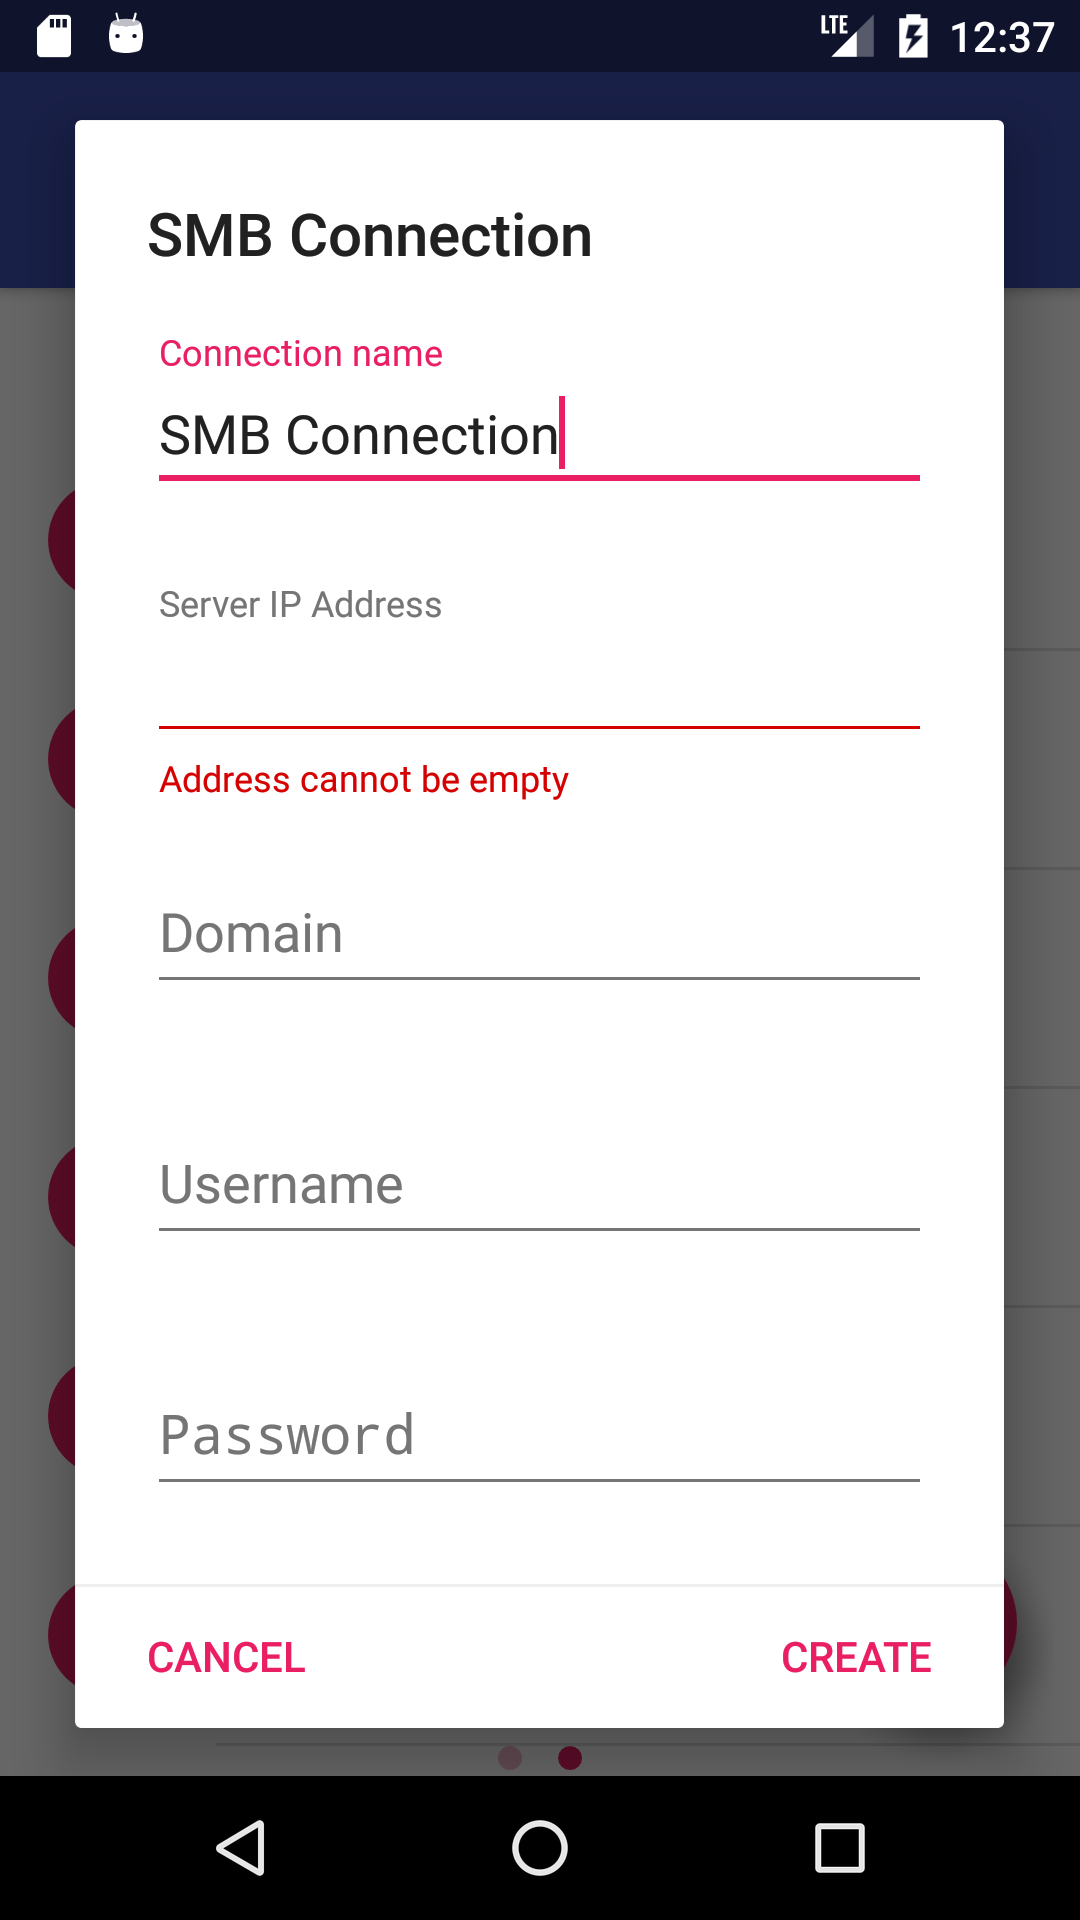 LTE 12:37
SMB Connection
Connection name
SMB Connection
Server IP Address
Address cannot be empty
Domain
Username
Password
CANCEL CREATE